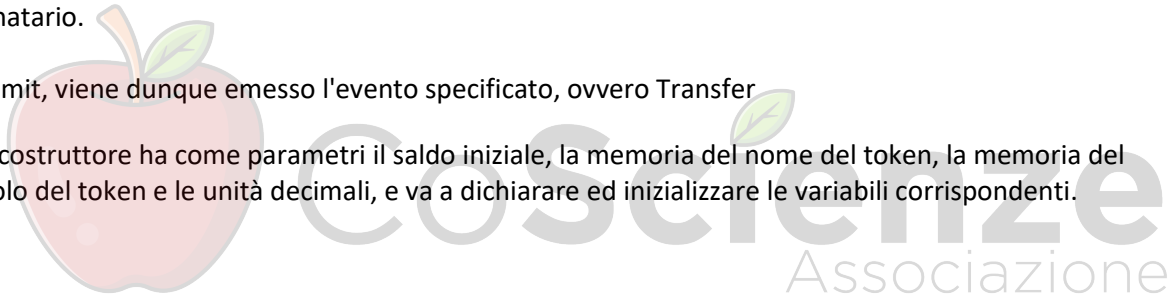 natario.
mit, viene dunque emesso l'evento specificato, ovvero Transfer
costruttore ha come parametri il saldo iniziale, la memoria del nome del token, la memoria del
olo del token e le unità decimali, e va a dichiarare ed inizializzare le variabili corrispondenti.
CoScienze
Associazione